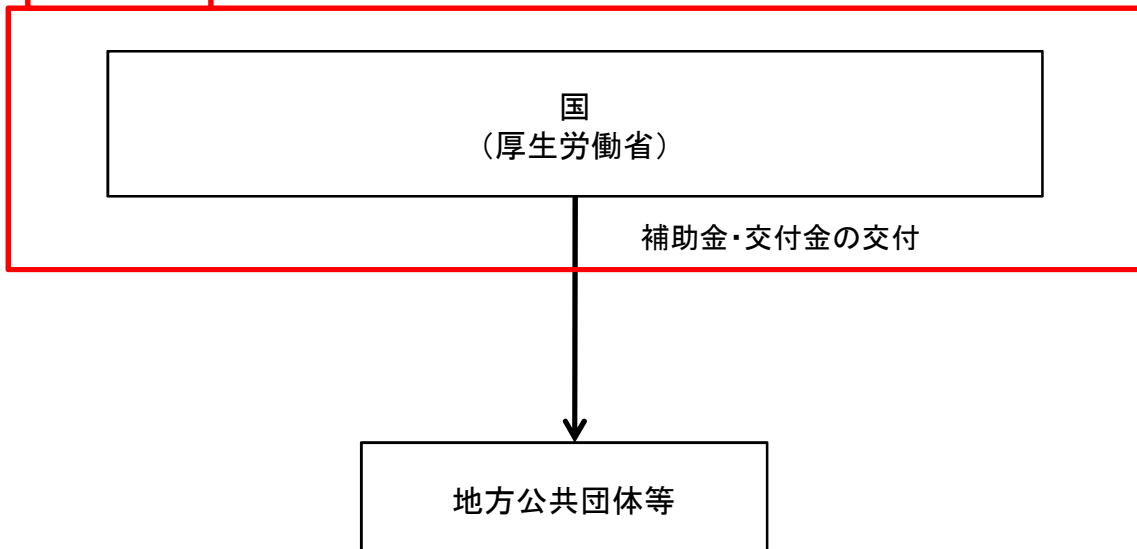 国
（厚生労働省）
補助金・交付金の交付
地方公共団体等